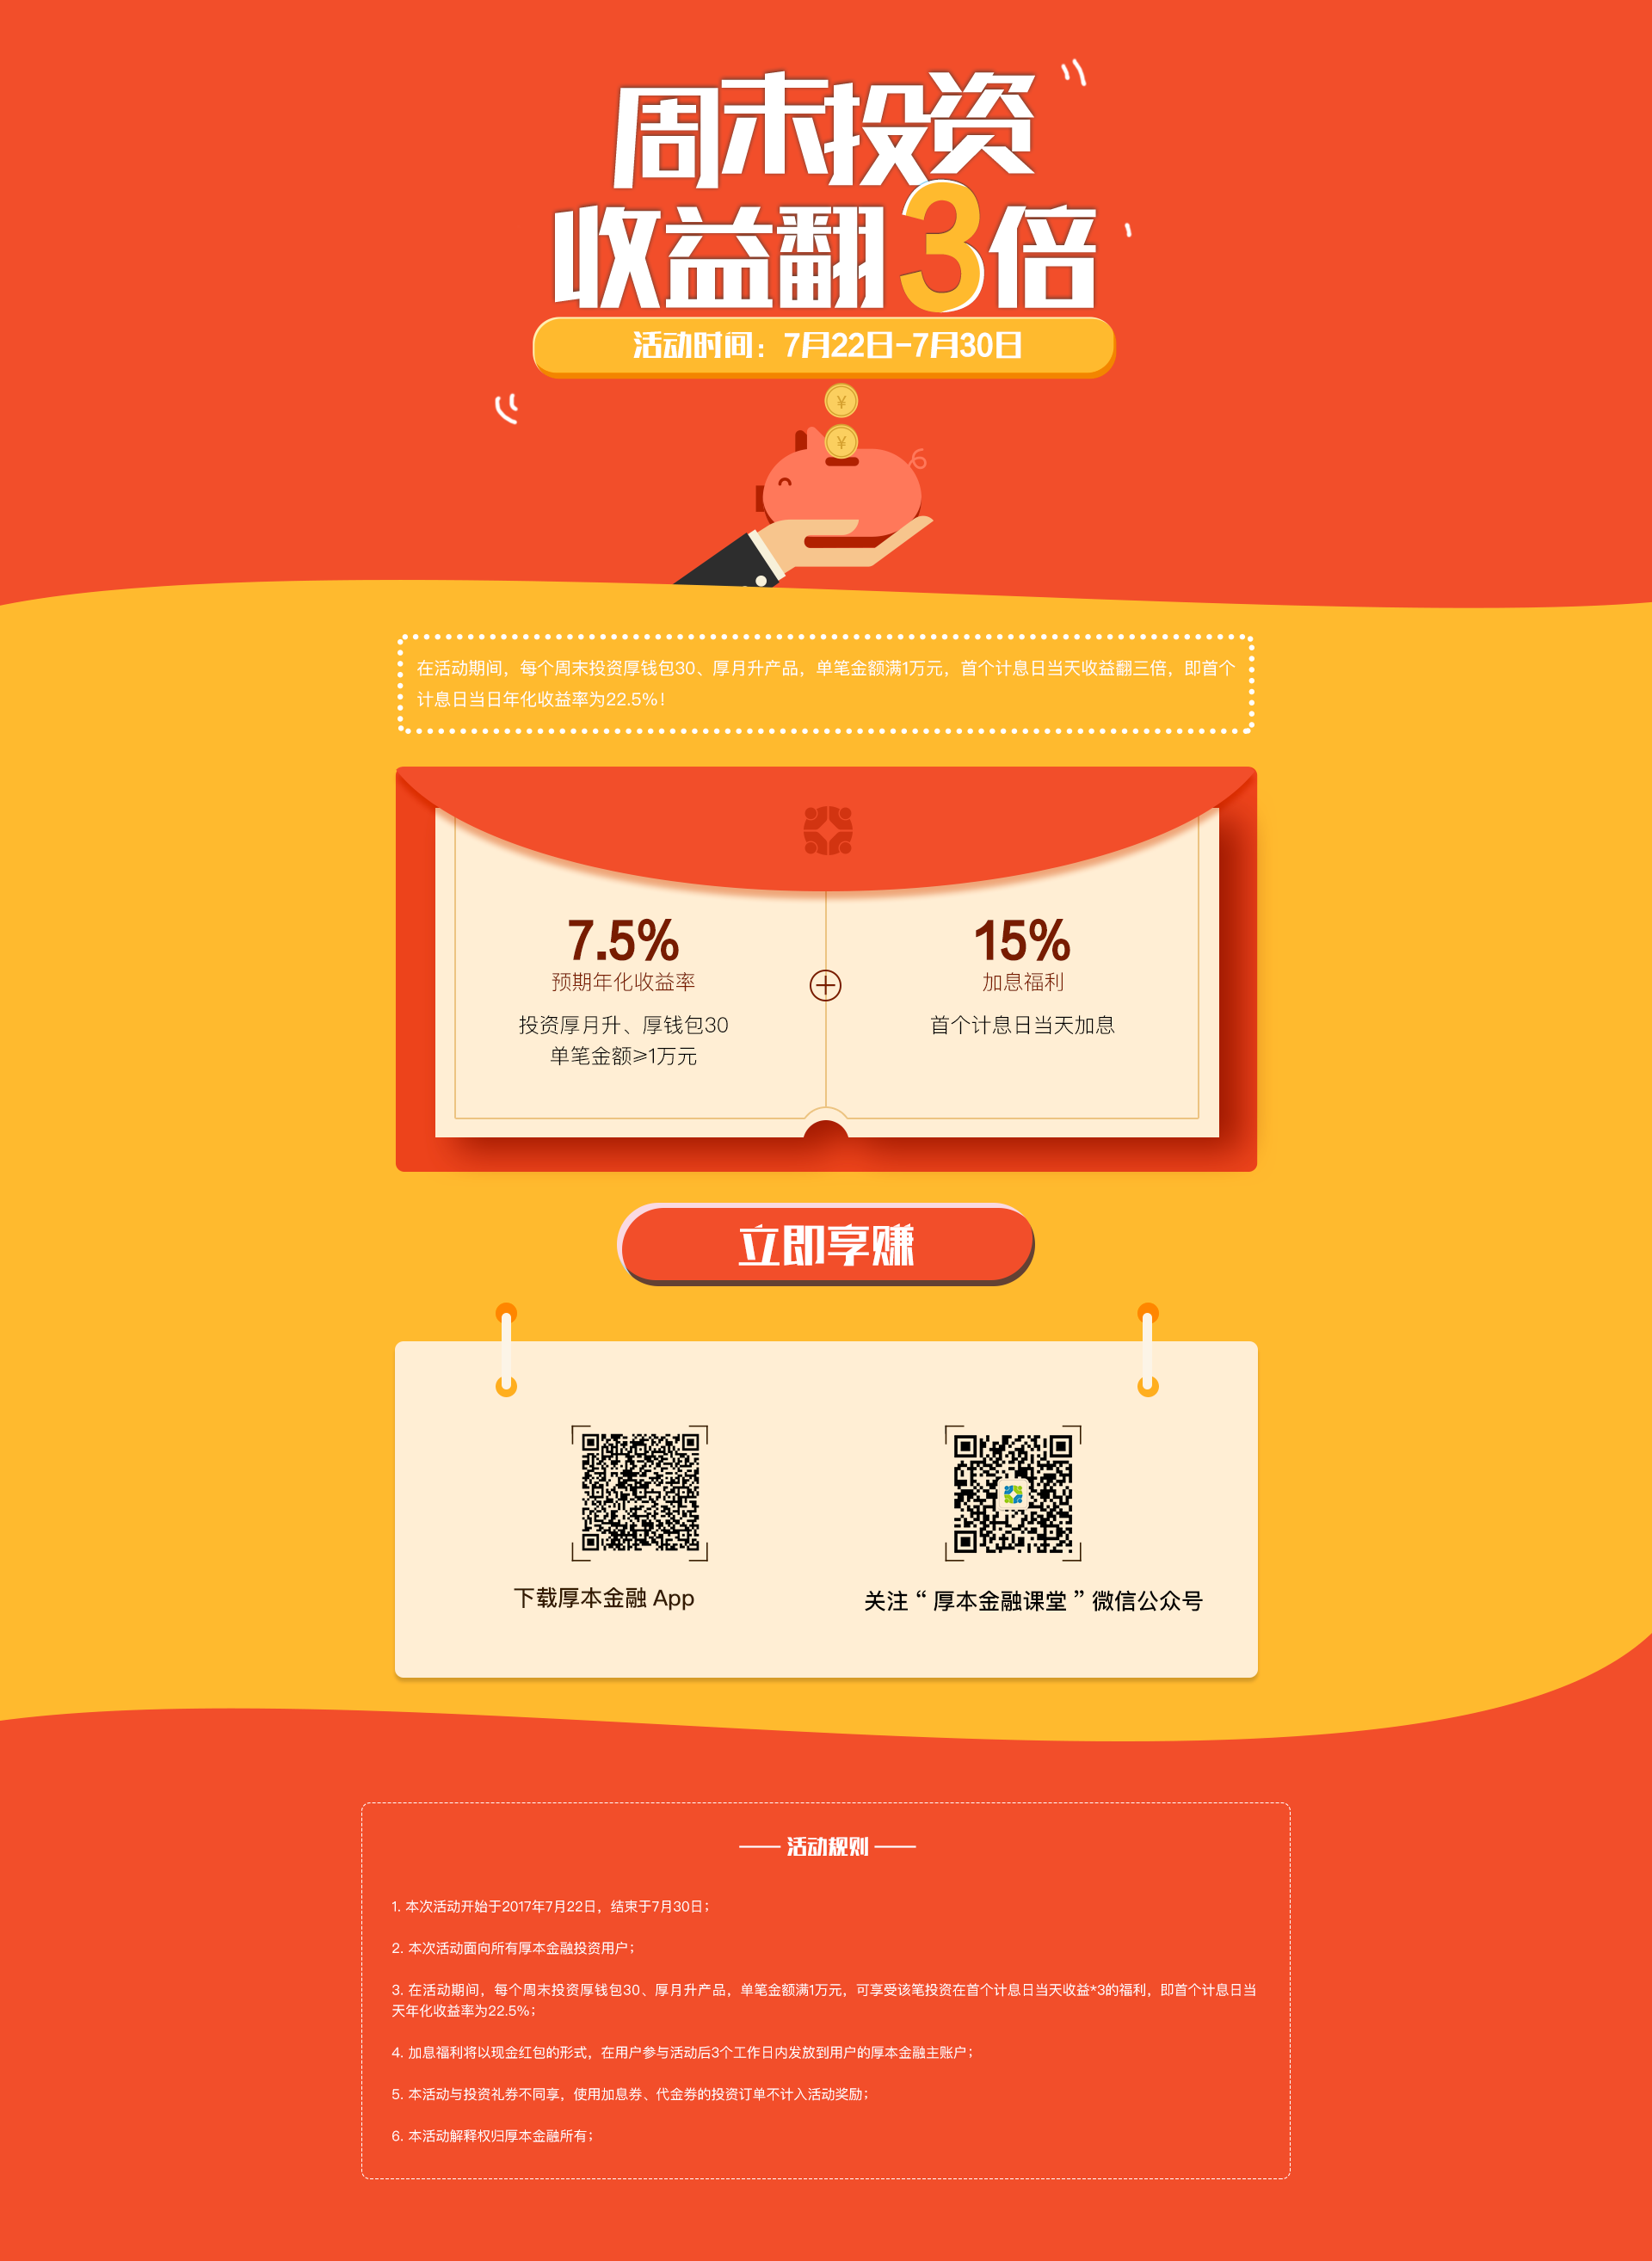 周末投资
收益翻3倍
活动时间：7月22日-7月30日
¥
¥
在活动期间，每个周末投资厚钱包30、厚月升产品，单笔金额满1万元，首个计息日当天收益翻三倍，即首个
计息日当日年化收益率为22.5%！
7.5%
预期年化收益率
投资厚月升、厚钱包30
单笔金额≥1万元
15%
加息福利
首个计息日当天加息
立即享赚
下载厚本金融 App
关注“厚本金融课堂”微信公众号
活动规则
1. 本次活动开始于2017年7月22日，结束于7月30日；
2. 本次活动面向所有厚本金融投资用户；
3. 在活动期间，每个周末投资厚钱包30、厚月升产品，单笔金额满1万元，可享受该笔投资在首个计息日当天收益*3的福利，即首个计息日当
天年化收益率为22.5%；
4. 加息福利将以现金红包的形式，在用户参与活动后3个工作日内发放到用户的厚本金融主账户；
5. 本活动与投资礼券不同享，使用加息券、代金券的投资订单不计入活动奖励；
6. 本活动解释权归厚本金融所有；